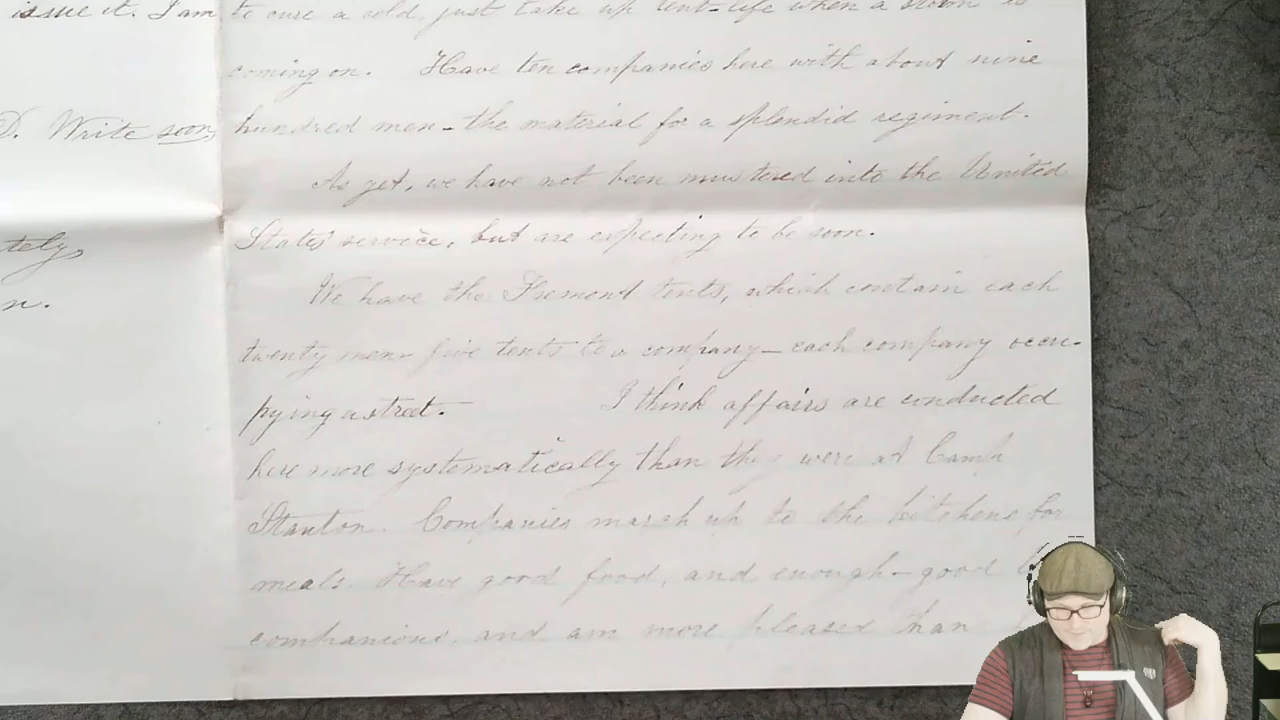 issue it. I am
D. Write soon,
tely,
n.
to cure a cold, just take up tent-life when a storm is
coming on. Have ten companies here with about nine
hundred men - the material for a splendid regiment.
As yet, we have not been mustered into the United
States' service, but are expecting to be soon.
We have the Fremont tents, which contain each
twenty men - five tents to a company - each company occu-
pying a street. I think affairs are conducted
here more systematically than they were at Camp
Stanton. Companies march up to the kitchens for
meals. Have good food, and enough - good
companions, and am more pleased than